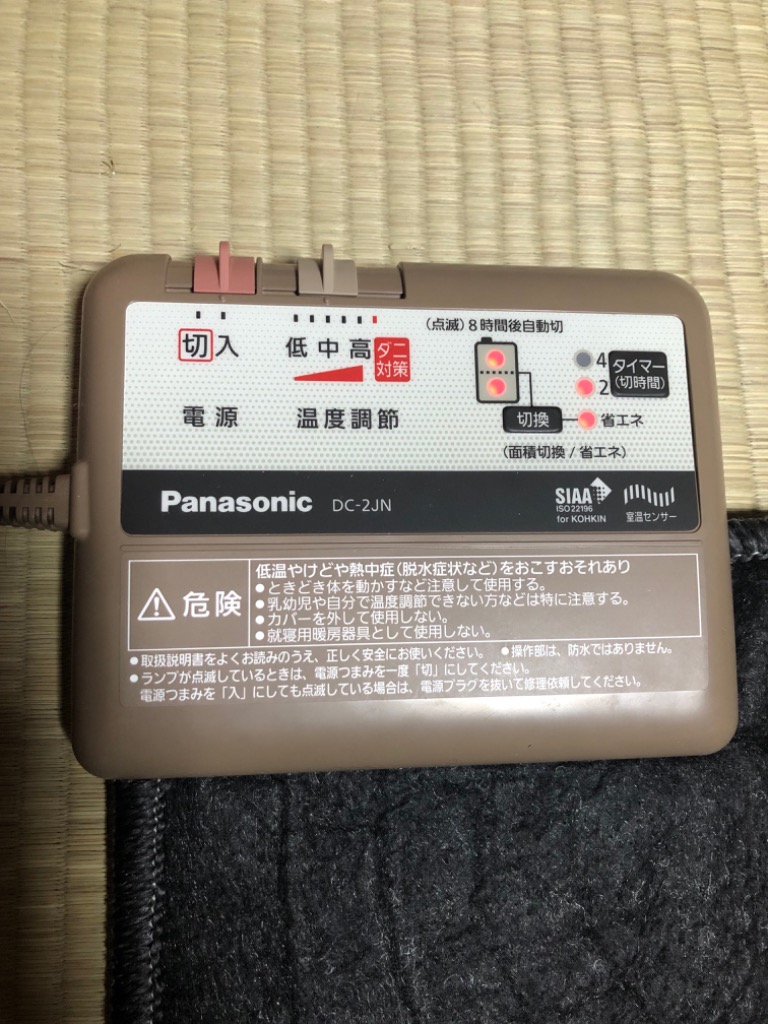 (点滅)8時間後自動切
切 入
低 中 高 ダニ対策
4
2
タイマー
(切時間)
切換
省エネ
電源
温度調節
(面積切換/省エネ)
Panasonic DC-2JN
SIAA
ISO22196
for KOHKIN
室温センサー
危険
低温やけどや熱中症(脱水症状など)をおこすおそれあり
●ときどき体を動かすなど注意して使用する。
●乳幼児や自分で温度調節できない方などは特に注意する。
●カバーを外して使用しない。
●就寝用暖房器具として使用しない。
●取扱説明書をよくお読みのうえ、正しく安全にお使いください。 ●操作部は、防水ではありません。
●ランプが点滅しているときは、電源つまみを一度「切」にしてください。
電源つまみを「入」にしても点滅している場合は、電源プラグを抜いて修理依頼してください。